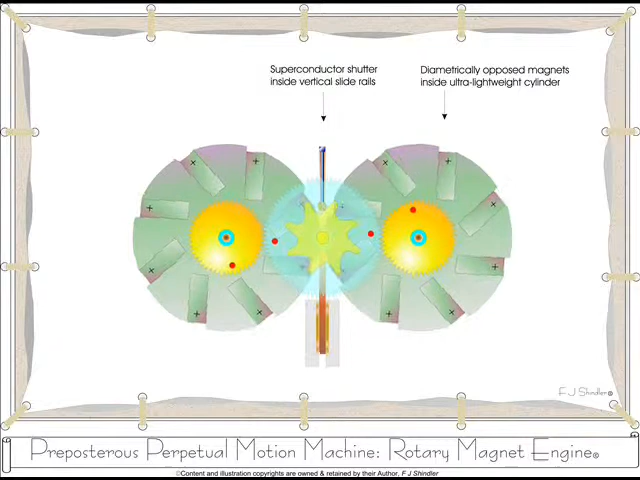 Superconductor shutter
inside vertical slide rails
Diametrically opposed magnets
inside ultra-lightweight cylinder
F J Shindler®
Preposterous Perpetual Motion Machine: Rotary Magnet Engine®
©Content and illustration copyrights are owned & retained by their Author, F J Shindler